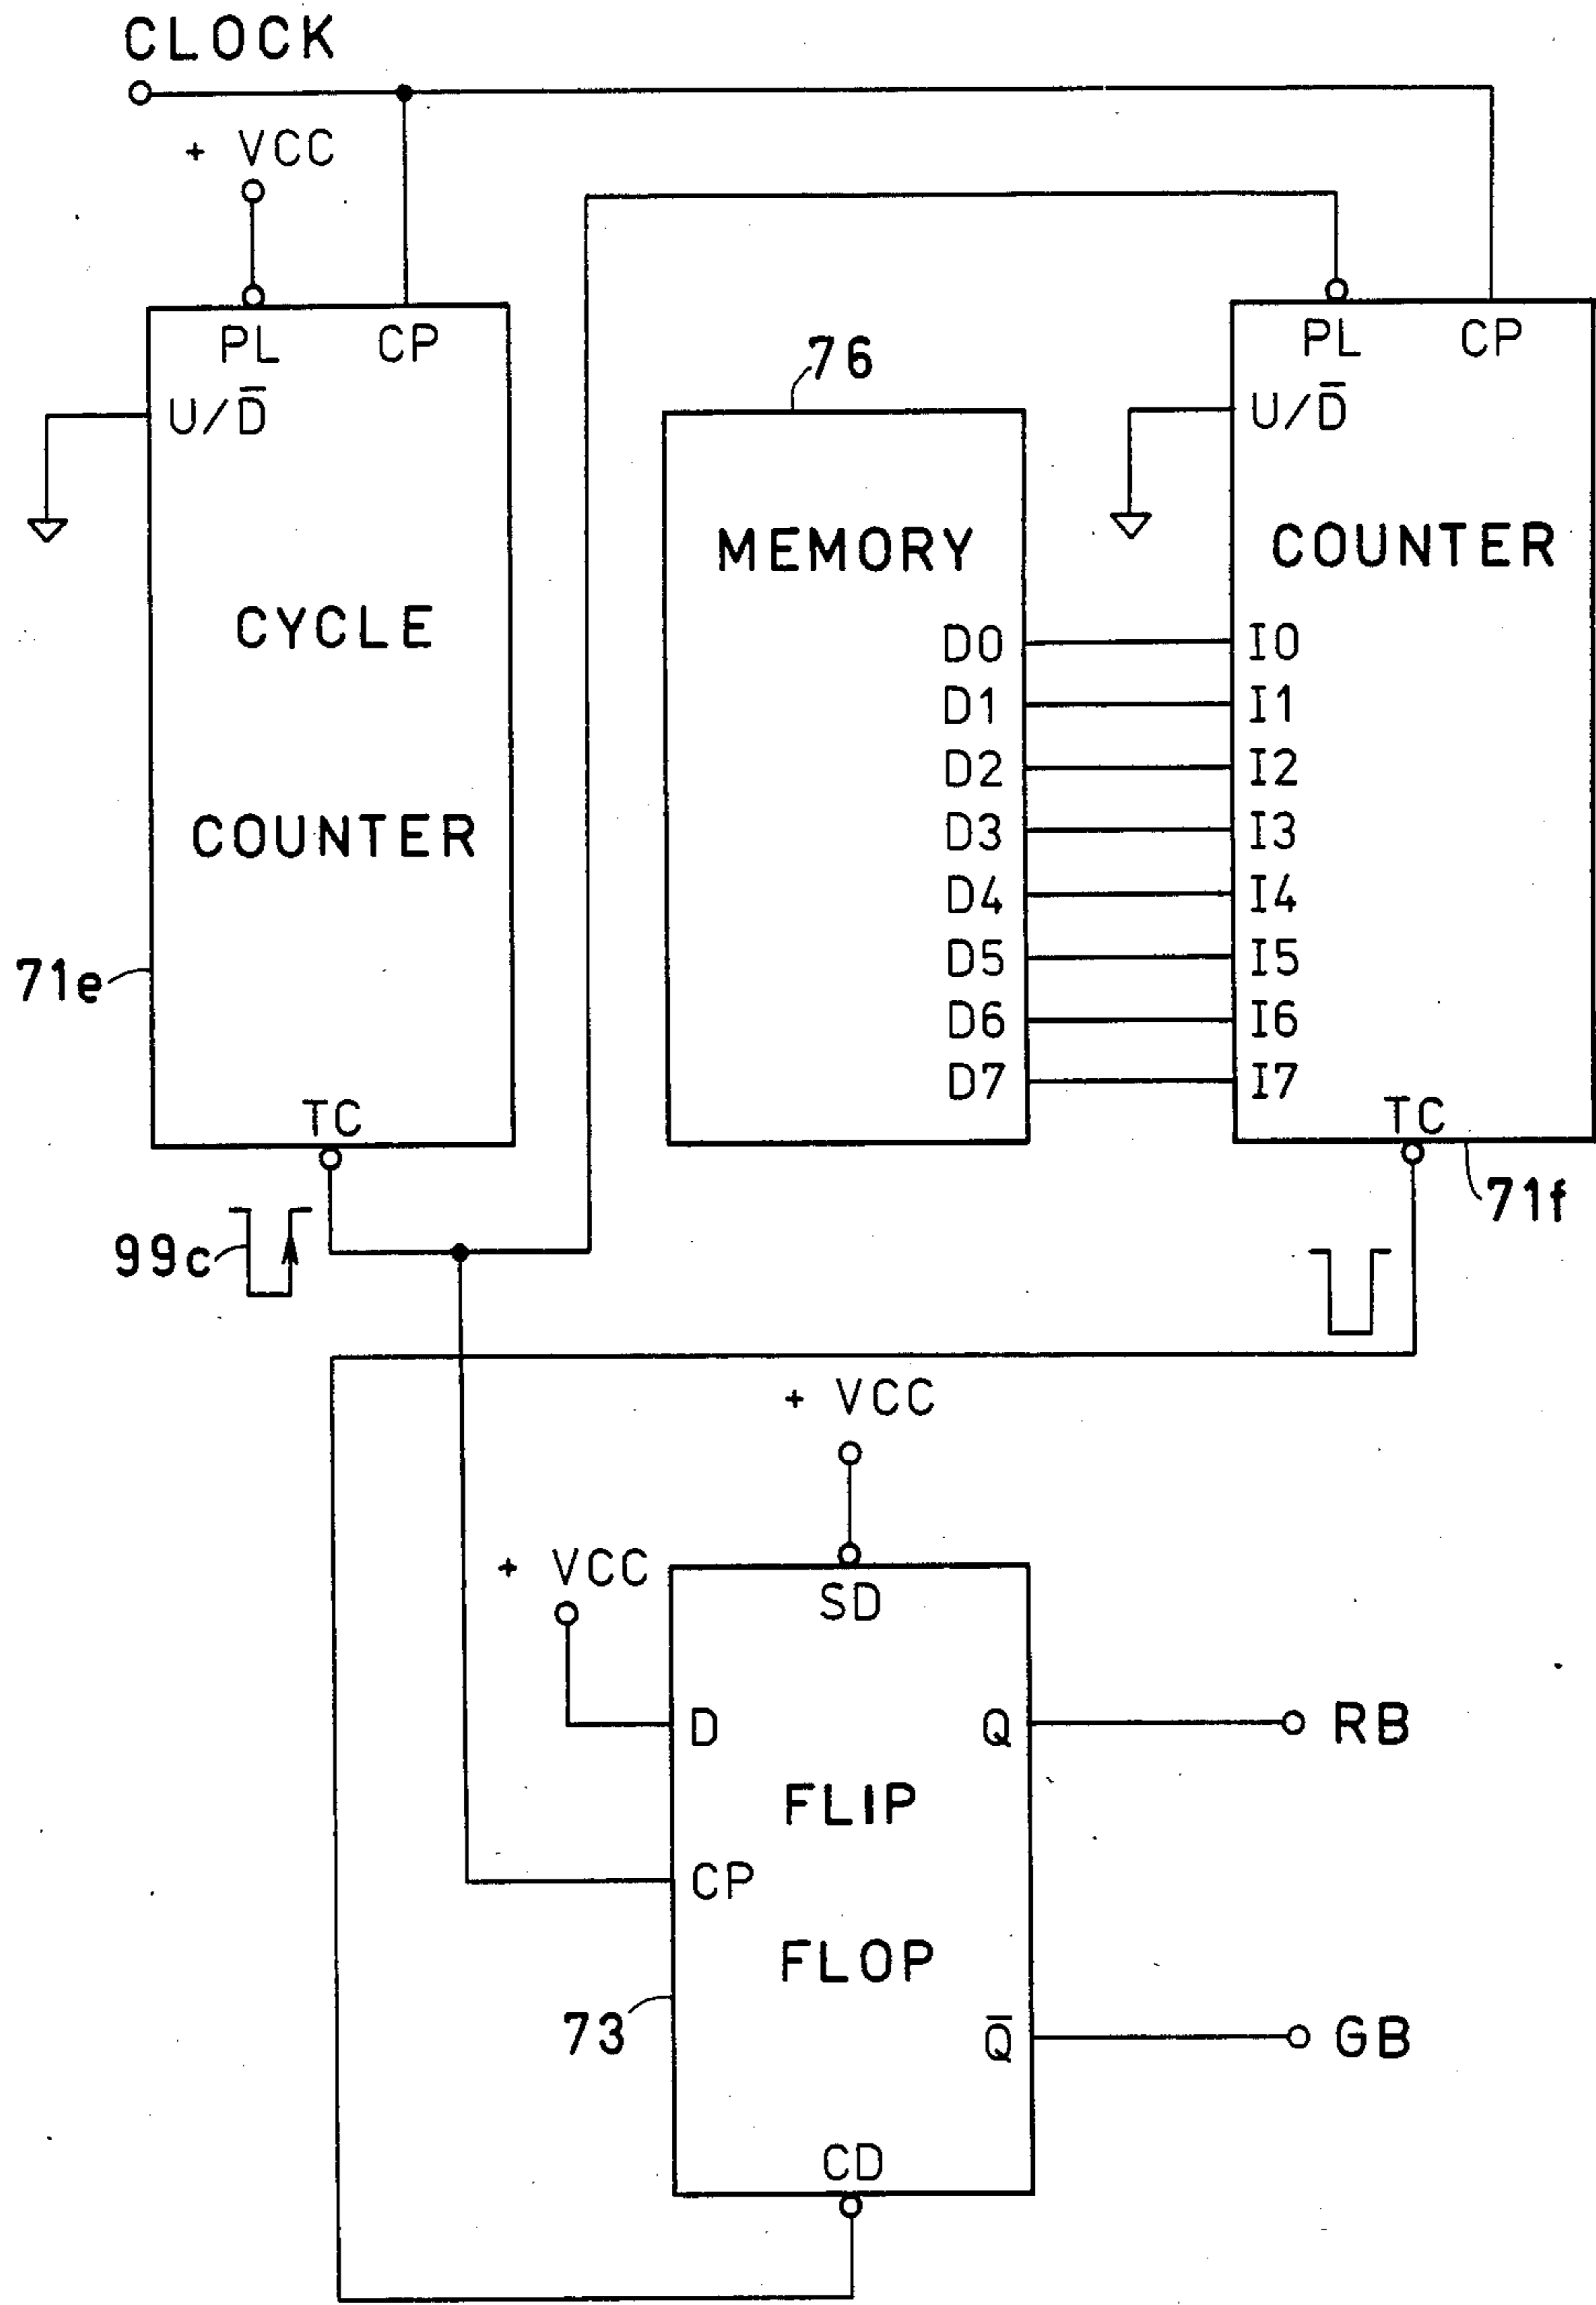 CLOCK
+ VCC
PL CP
U/D̅
CYCLE
COUNTER
71e
TC
99c
76
MEMORY
D0
D1
D2
D3
D4
D5
D6
D7
PL CP
U/D̅
COUNTER
I0
I1
I2
I3
I4
I5
I6
I7
TC
71f
+ VCC
+ VCC
SD
D
Q
RB
FLIP
CP
FLOP
73
Q̅
GB
CD